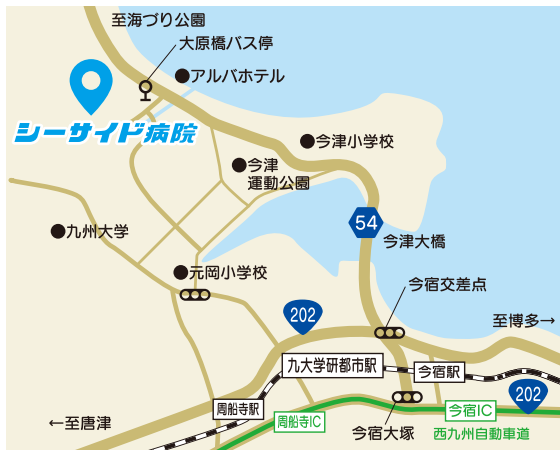 至海づり公園
大原橋バス停
アルバホテル
シーサイド病院
今津小学校
今津
運動公園
54
九州大学
今津大橋
元岡小学校
今宿交差点
202
至博多→
九大学研都市駅
今宿駅
202
周船寺駅
今宿IC
←至唐津
周船寺IC
今宿大塚
西九州自動車道